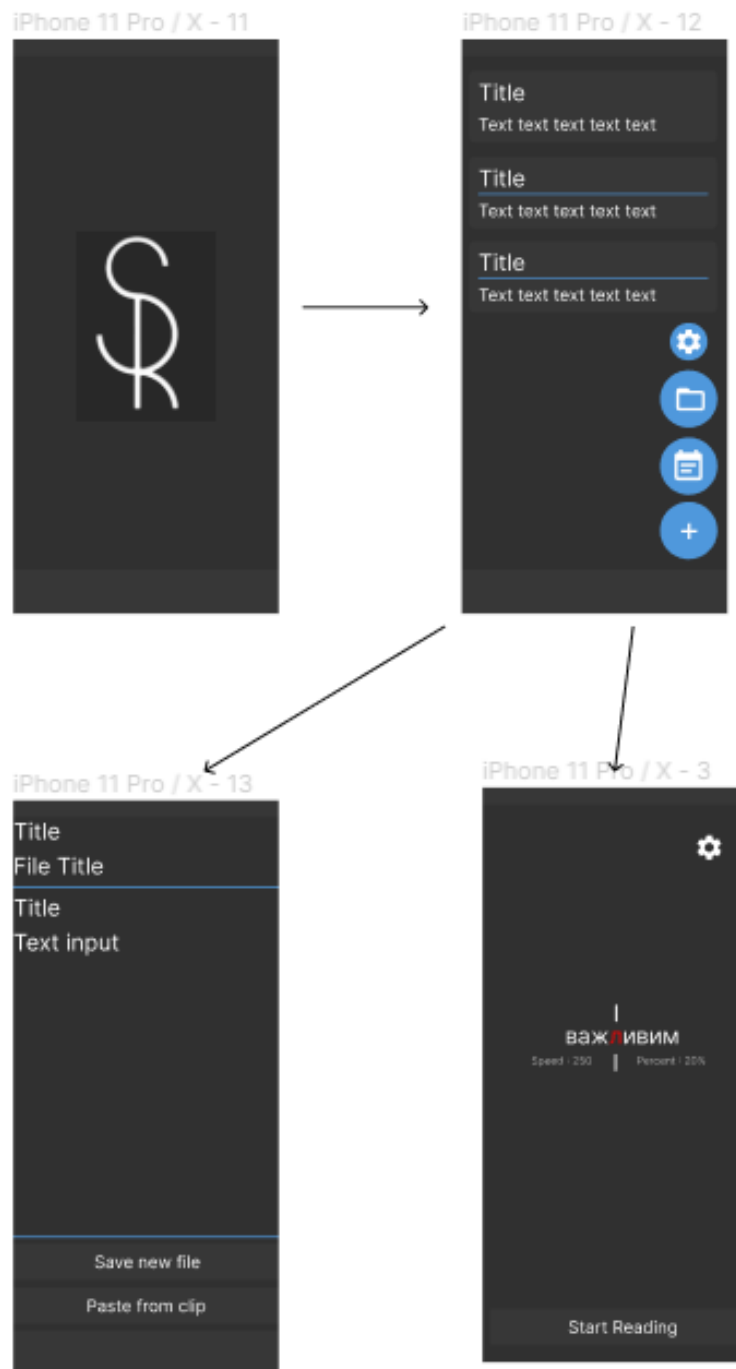 iPhone 11 Pro / X - 11
iPhone 11 Pro / X - 12
Title
Text text text text text
Title
Text text text text text
Title
Text text text text text
iPhone 11 Pro / X - 13
Title
File Title
Title
Text input
Save new file
Paste from clip
iPhone 11 Pro / X - 3
важливим
Speed : 250
Percent : 20%
Start Reading